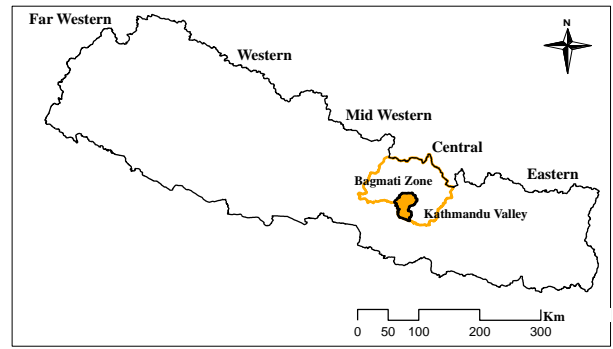 N
Far Western
Western
Mid Western
Central
Eastern
Bagmati Zone
Kathmandu Valley
Km
0 50 100 200 300